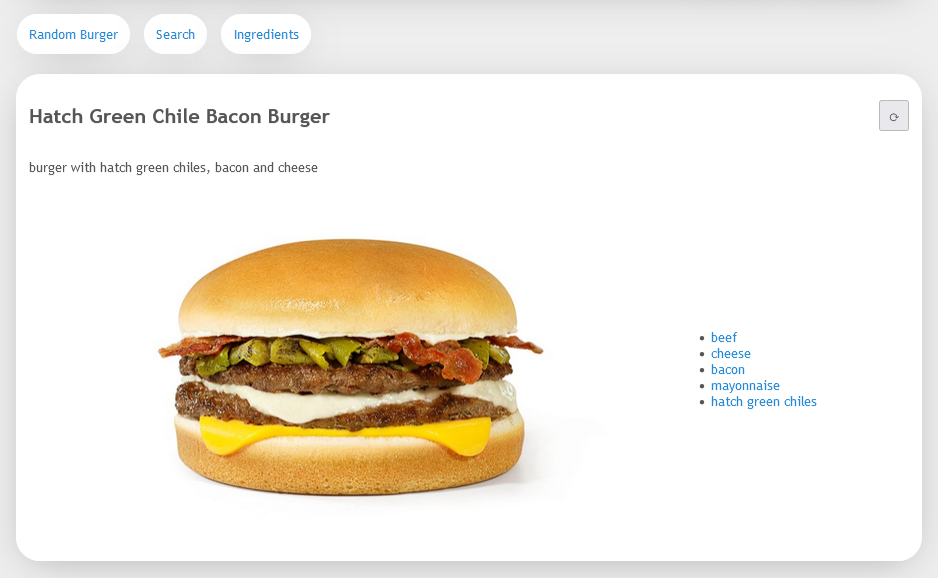 Random Burger
Search
Ingredients
Hatch Green Chile Bacon Burger
burger with hatch green chiles, bacon and cheese
beef
cheese
bacon
mayonnaise
hatch green chiles